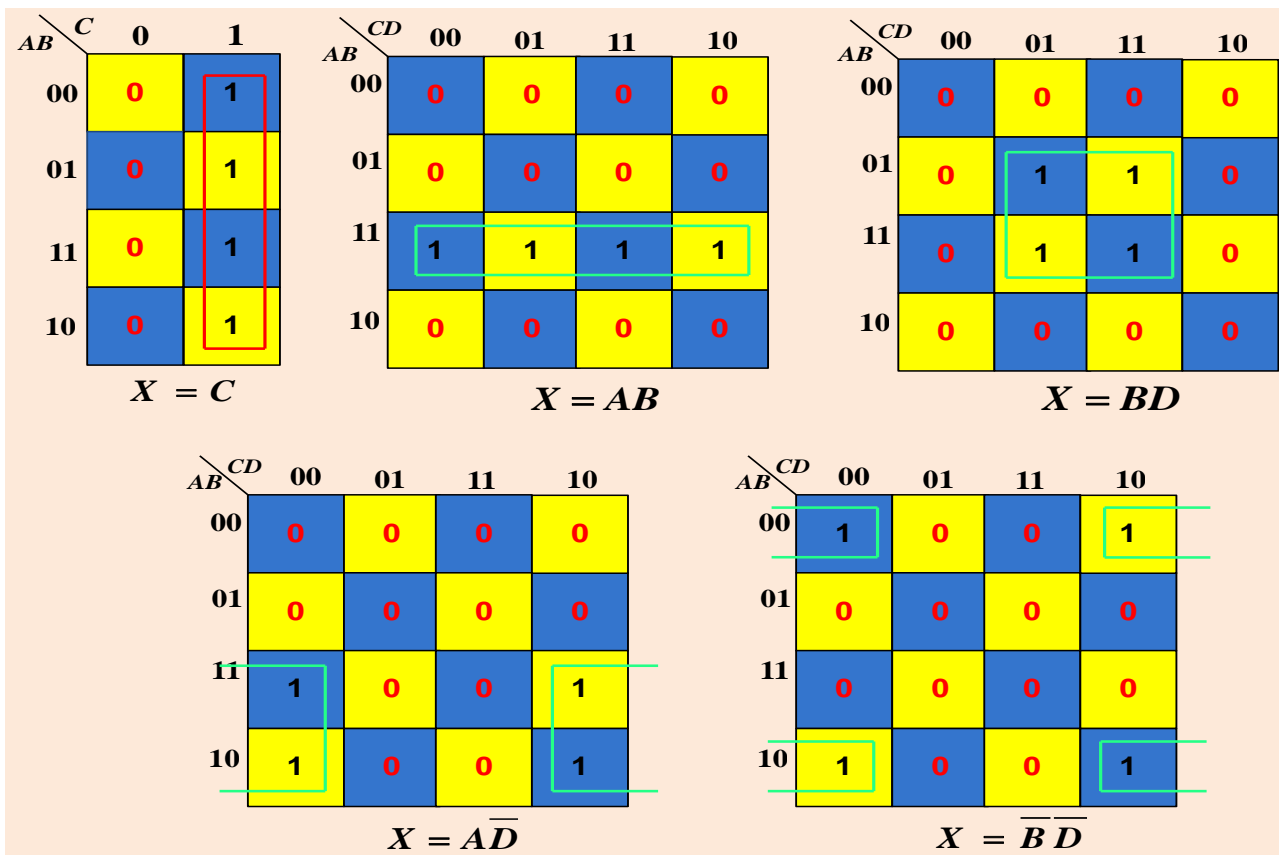 C
AB 0 1
00 0 1
01 0 1
11 0 1
10 0 1
X = C
CD
AB 00 01 11 10
00 0 0 0 0
01 0 0 0 0
11 1 1 1 1
10 0 0 0 0
X = AB
CD
AB 00 01 11 10
00 0 0 0 0
01 0 1 1 0
11 0 1 1 0
10 0 0 0 0
X = BD
CD
AB 00 01 11 10
00 0 0 0 0
01 0 0 0 0
11 1 0 0 1
10 1 0 0 1
X = A D̅
CD
AB 00 01 11 10
00 1 0 0 1
01 0 0 0 0
11 0 0 0 0
10 1 0 0 1
X = B̅ D̅